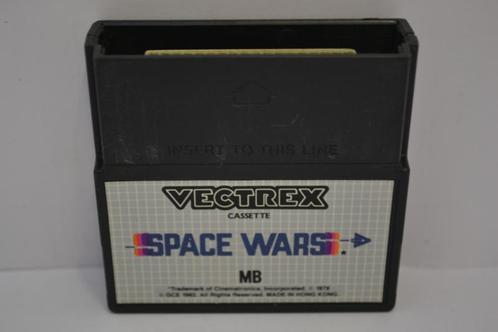 INSERT TO THIS LINE
VECTREX
CASSETTE
SPACE WARS*
MB
*Trademark of Cinematronics, Incorporated. © 1978
© GCE 1982. All Rights Reserved. MADE IN HONG KONG.